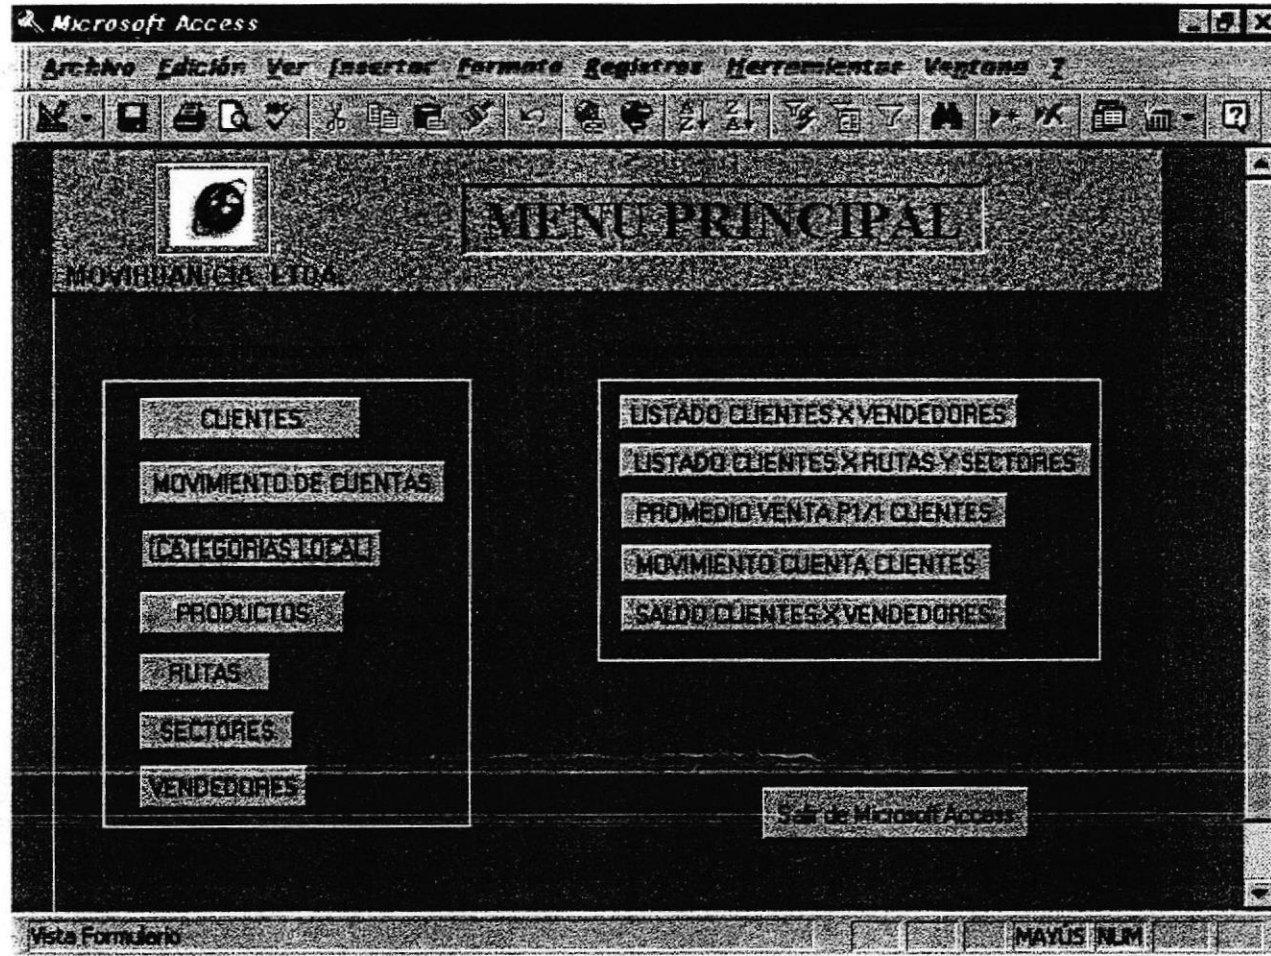 Microsoft Access
Archivo Edición Ver Insertar Formato Registros Herramientas Ventana ?
MENU PRINCIPAL
MOVIHUAN CIA. LTDA.
CLIENTES
MOVIMIENTO DE CUENTAS
CATEGORIAS LOCAL
PRODUCTOS
RUTAS
SECTORES
VENDEDORES
LISTADO CLIENTES X VENDEDORES
LISTADO CLIENTES X RUTAS Y SECTORES
PROMEDIO VENTA P1/1 CLIENTES
MOVIMIENTO CUENTA CLIENTES
SALDO CLIENTES X VENDEDORES
Salir de Microsoft Access
Vista Formulario
MAYÚS NUM